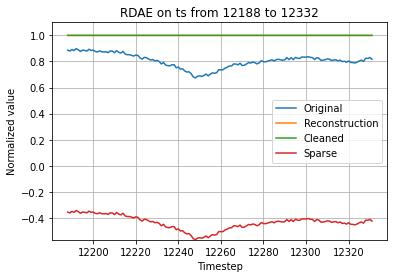 RDAE on ts from 12188 to 12332
Normalized value
1.0
0.8
0.6
0.4
0.2
0.0
−0.2
−0.4
Original
Reconstruction
Cleaned
Sparse
12200 12220 12240 12260 12280 12300 12320
Timestep